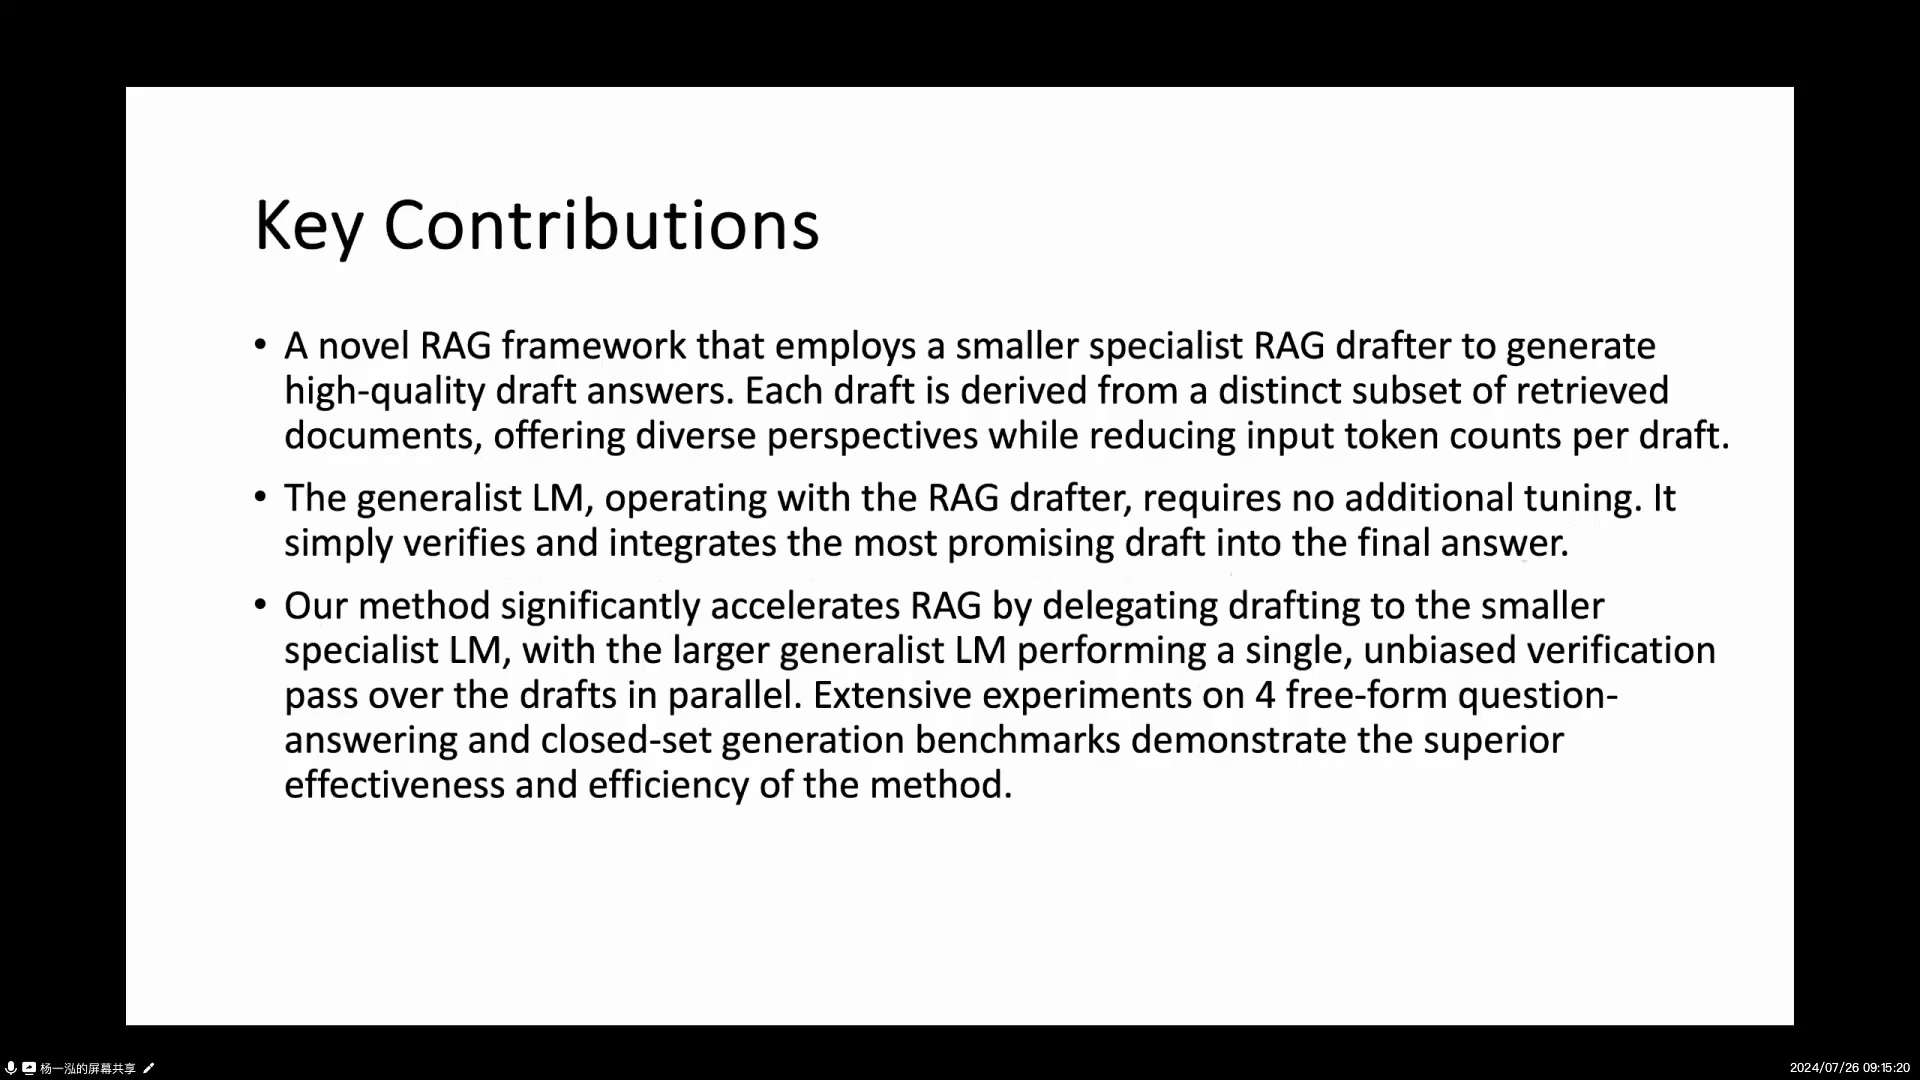 Key Contributions
• A novel RAG framework that employs a smaller specialist RAG drafter to generate
high-quality draft answers. Each draft is derived from a distinct subset of retrieved
documents, offering diverse perspectives while reducing input token counts per draft.
• The generalist LM, operating with the RAG drafter, requires no additional tuning. It
simply verifies and integrates the most promising draft into the final answer.
• Our method significantly accelerates RAG by delegating drafting to the smaller
specialist LM, with the larger generalist LM performing a single, unbiased verification
pass over the drafts in parallel. Extensive experiments on 4 free-form question-
answering and closed-set generation benchmarks demonstrate the superior
effectiveness and efficiency of the method.
杨一泓的屏幕共享
2024/07/26 09:15:20